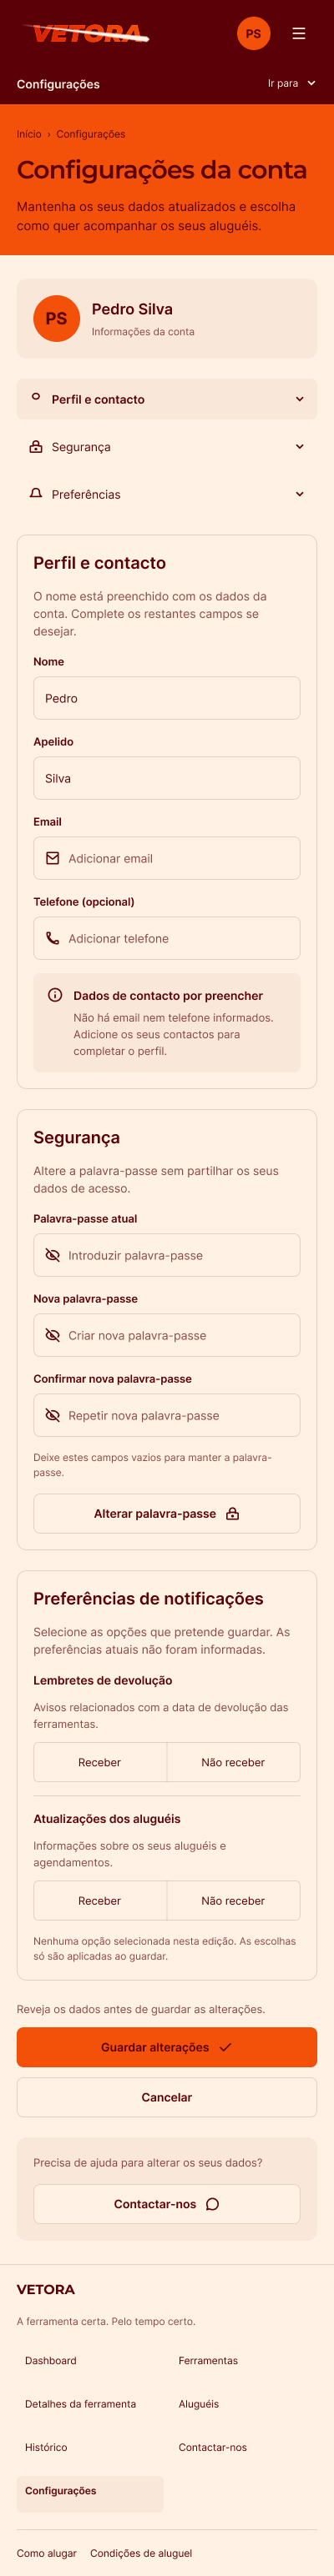 VETORA
PS
Configurações
Ir para
Início › Configurações
Configurações da conta
Mantenha os seus dados atualizados e escolha
como quer acompanhar os seus aluguéis.
PS
Pedro Silva
Informações da conta
Perfil e contacto
Segurança
Preferências
Perfil e contacto
O nome está preenchido com os dados da
conta. Complete os restantes campos se
desejar.
Nome
Pedro
Apelido
Silva
Email
Adicionar email
Telefone (opcional)
Adicionar telefone
Dados de contacto por preencher
Não há email nem telefone informados.
Adicione os seus contactos para
completar o perfil.
Segurança
Altere a palavra-passe sem partilhar os seus
dados de acesso.
Palavra-passe atual
Introduzir palavra-passe
Nova palavra-passe
Criar nova palavra-passe
Confirmar nova palavra-passe
Repetir nova palavra-passe
Deixe estes campos vazios para manter a palavra-
passe.
Alterar palavra-passe
Preferências de notificações
Selecione as opções que pretende guardar. As
preferências atuais não foram informadas.
Lembretes de devolução
Avisos relacionados com a data de devolução das
ferramentas.
Receber
Não receber
Atualizações dos aluguéis
Informações sobre os seus aluguéis e
agendamentos.
Receber
Não receber
Nenhuma opção selecionada nesta edição. As escolhas
só são aplicadas ao guardar.
Reveja os dados antes de guardar as alterações.
Guardar alterações
Cancelar
Precisa de ajuda para alterar os seus dados?
Contactar-nos
VETORA
A ferramenta certa. Pelo tempo certo.
Dashboard
Ferramentas
Detalhes da ferramenta
Aluguéis
Histórico
Contactar-nos
Configurações
Como alugar
Condições de aluguel